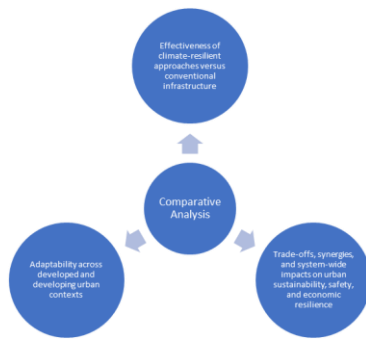 Effectiveness of
climate-resilient
approaches versus
conventional
infrastructure
Comparative
Analysis
Adaptability across
developed and
developing urban
contexts
Trade-offs, synergies,
and system-wide
impacts on urban
sustainability, safety,
and economic
resilience